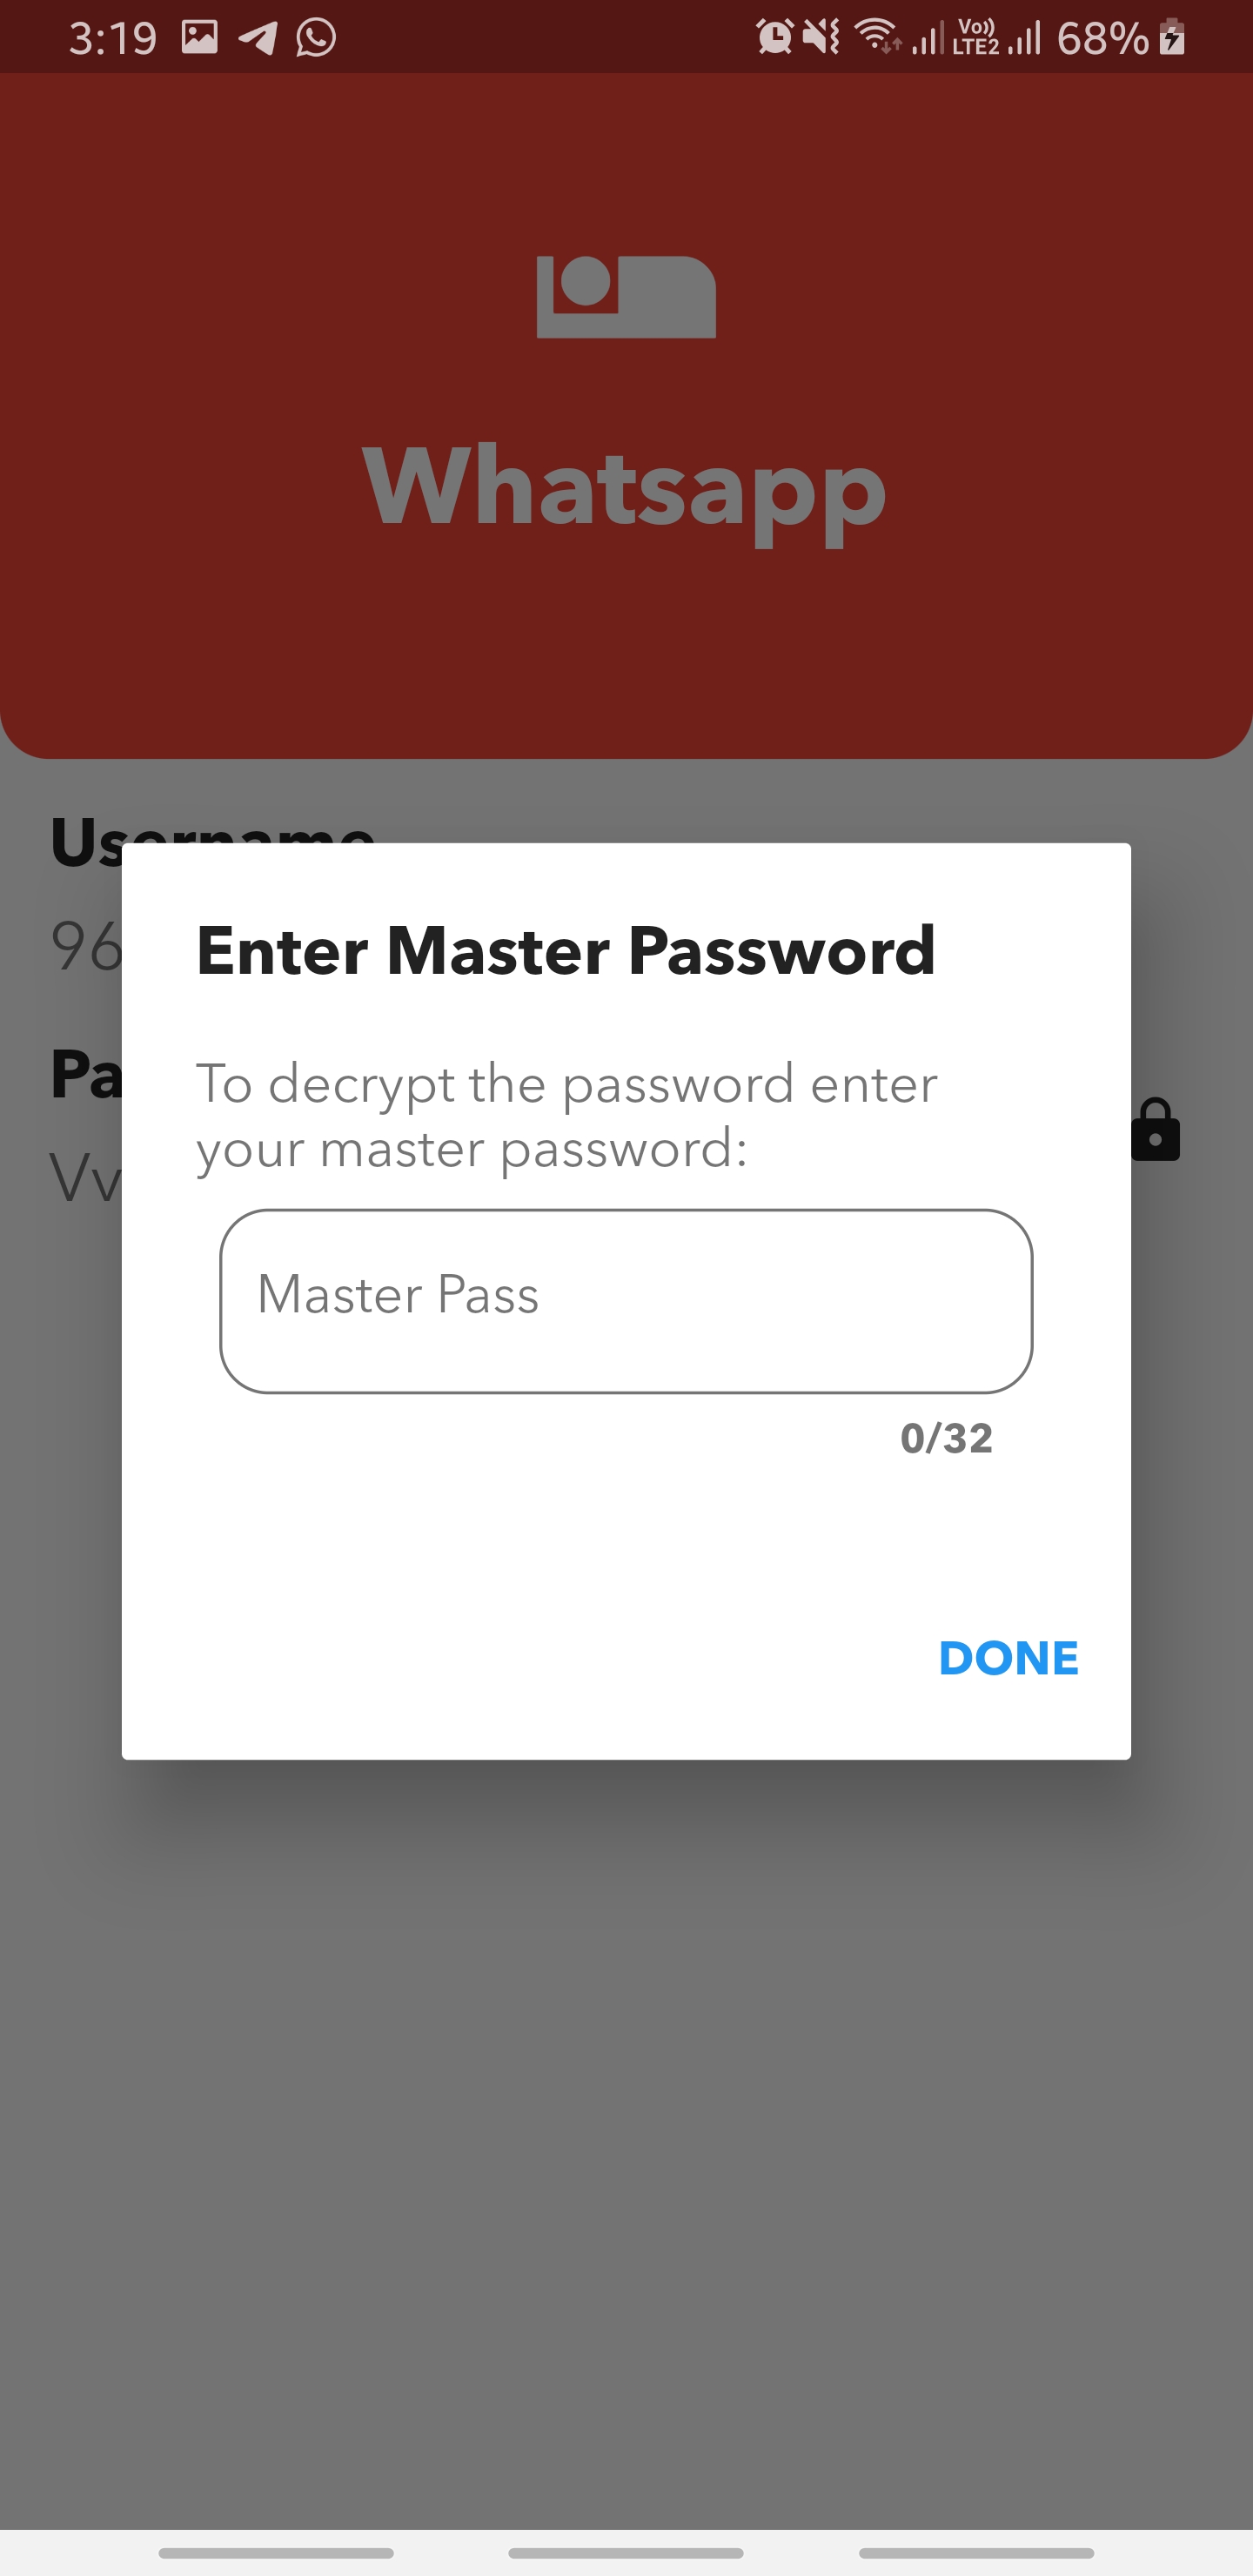 3:19 Vo)) LTE2 68%
Whatsapp
Username
96
Enter Master Password
Pa
To decrypt the password enter
your master password:
Vv
Master Pass
0/32
DONE